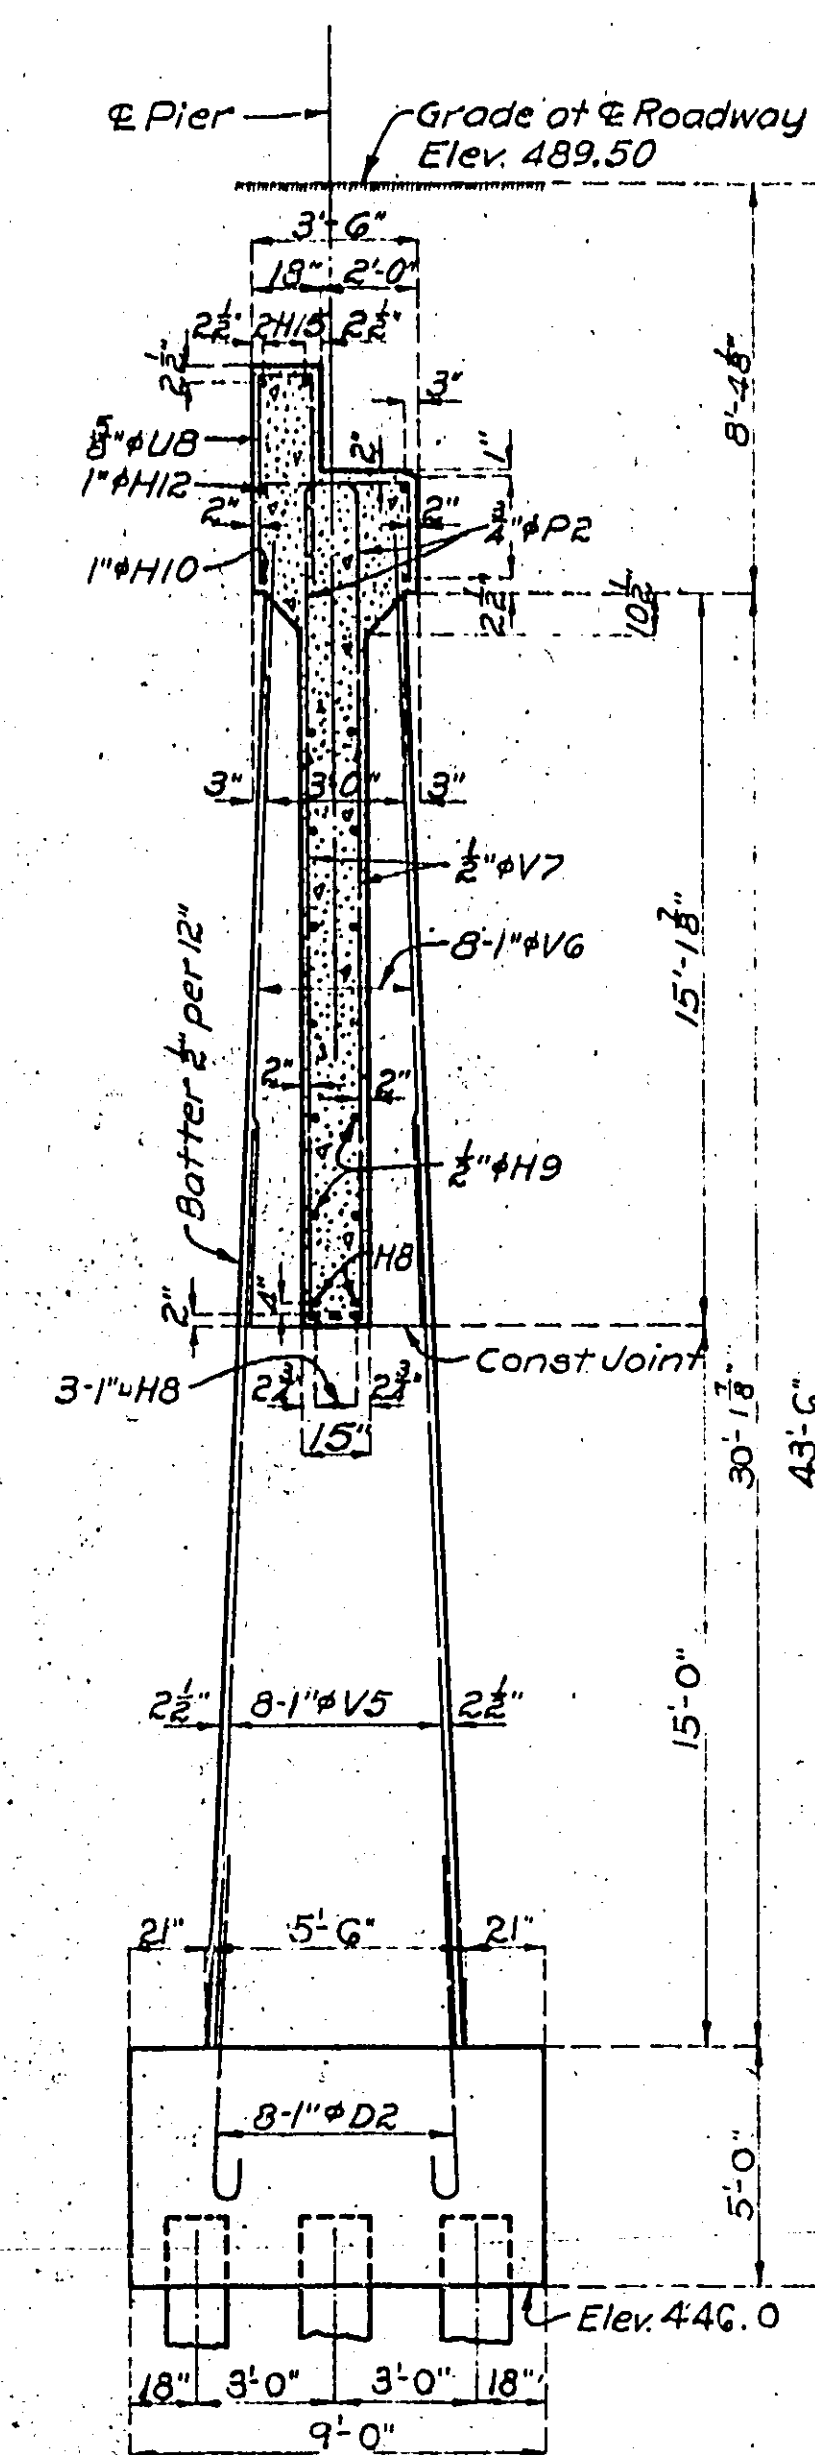 ℄ Pier
Grade at ℄ Roadway
Elev. 489.50
3'-6"
18" 2'-0"
2½" 2H15 2½"
2½"
3"
8'-4⅛"
⅝"ϕU8
2" 1"
1"ϕH12
2" 2" ¾"ϕP2
1"ϕH10
2½" 10½"
3" 3'-0" 3"
½"ϕV7
8-1"ϕV6
15'-1⅞"
Batter ½" per 12"
2" 2"
½"ϕH9
H8
2" 4"
Const Joint
3-1"▫H8 2¾" 2¾"
15"
30'-1⅞"
43'-6"
2½" 8-1"ϕV5 2½"
15'-0"
21" 5'-6" 21"
8-1"ϕD2
5'-0"
Elev. 446.0
18" 3'-0" 3'-0" 18"
9'-0"